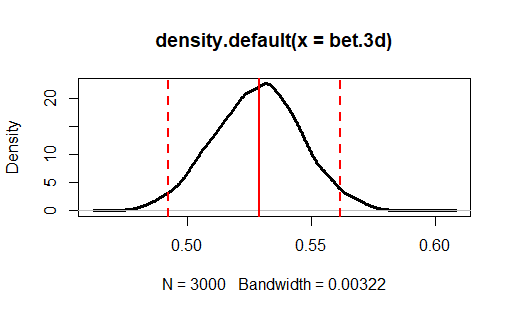 density.default(x = bet.3d)
Density
20
10
5
0
0.50 0.55 0.60
N = 3000 Bandwidth = 0.00322